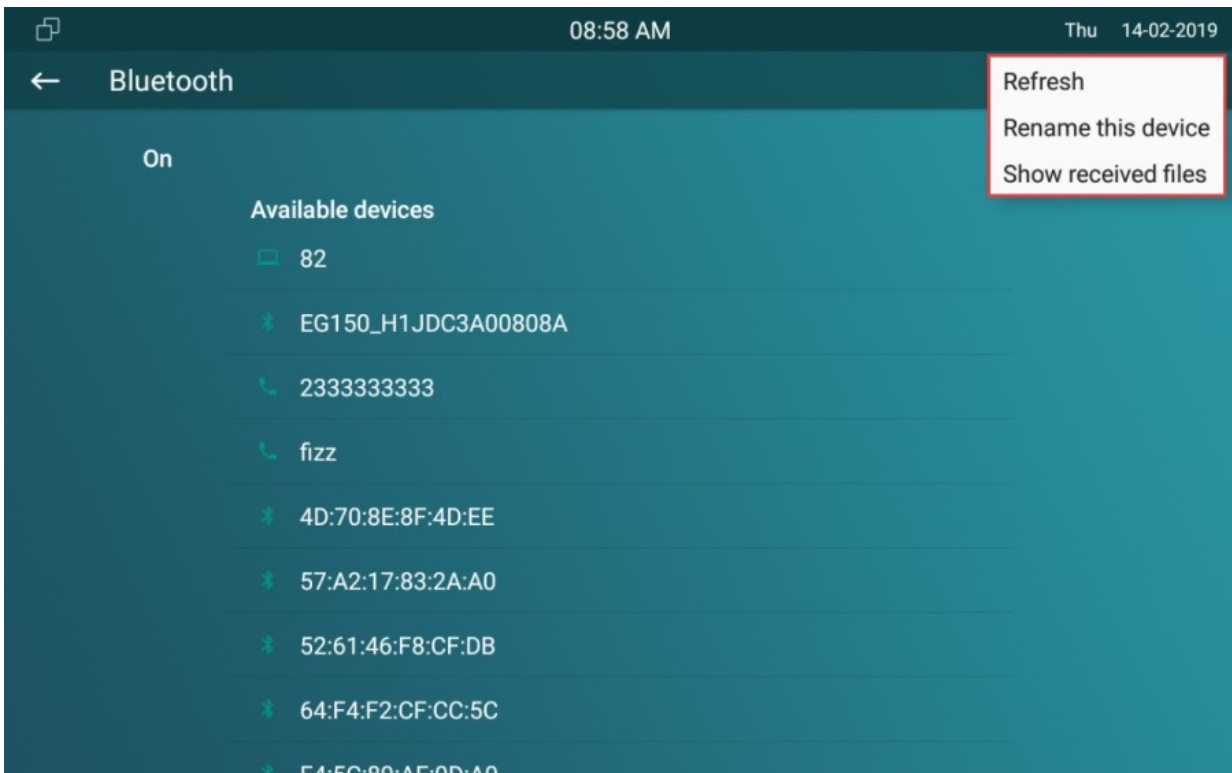 08:58 AM Thu 14-02-2019
Bluetooth
Refresh
Rename this device
Show received files
On
Available devices
82
EG150_H1JDC3A00808A
2333333333
fizz
4D:70:8E:8F:4D:EE
57:A2:17:83:2A:A0
52:61:46:F8:CF:DB
64:F4:F2:CF:CC:5C